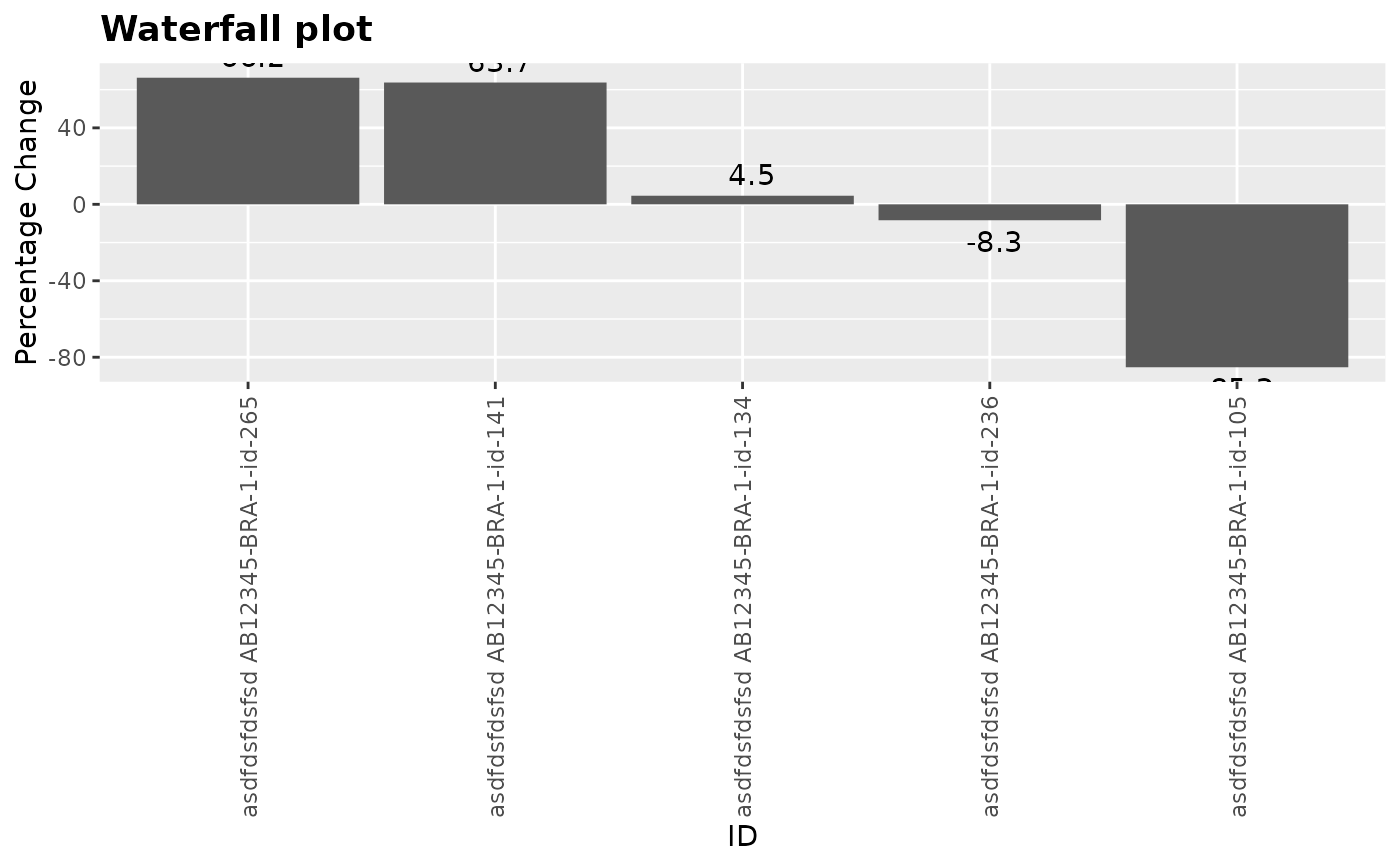 Waterfall plot
63.7
4.5
-8.3
Percentage Change
40
0
-40
-80
asdfdsfdsfsd AB12345-BRA-1-id-265
asdfdsfdsfsd AB12345-BRA-1-id-141
asdfdsfdsfsd AB12345-BRA-1-id-134
asdfdsfdsfsd AB12345-BRA-1-id-236
asdfdsfdsfsd AB12345-BRA-1-id-105
ID